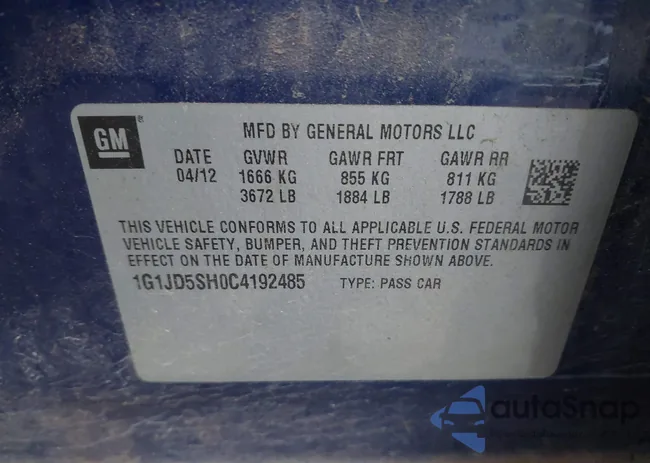 GM
MFD BY GENERAL MOTORS LLC
DATE GVWR GAWR FRT GAWR RR
04/12 1666 KG 855 KG 811 KG
3672 LB 1884 LB 1788 LB
THIS VEHICLE CONFORMS TO ALL APPLICABLE U.S. FEDERAL MOTOR
VEHICLE SAFETY, BUMPER, AND THEFT PREVENTION STANDARDS IN
EFFECT ON THE DATE OF MANUFACTURE SHOWN ABOVE.
1G1JD5SH0C4192485 TYPE: PASS CAR
autoSnap